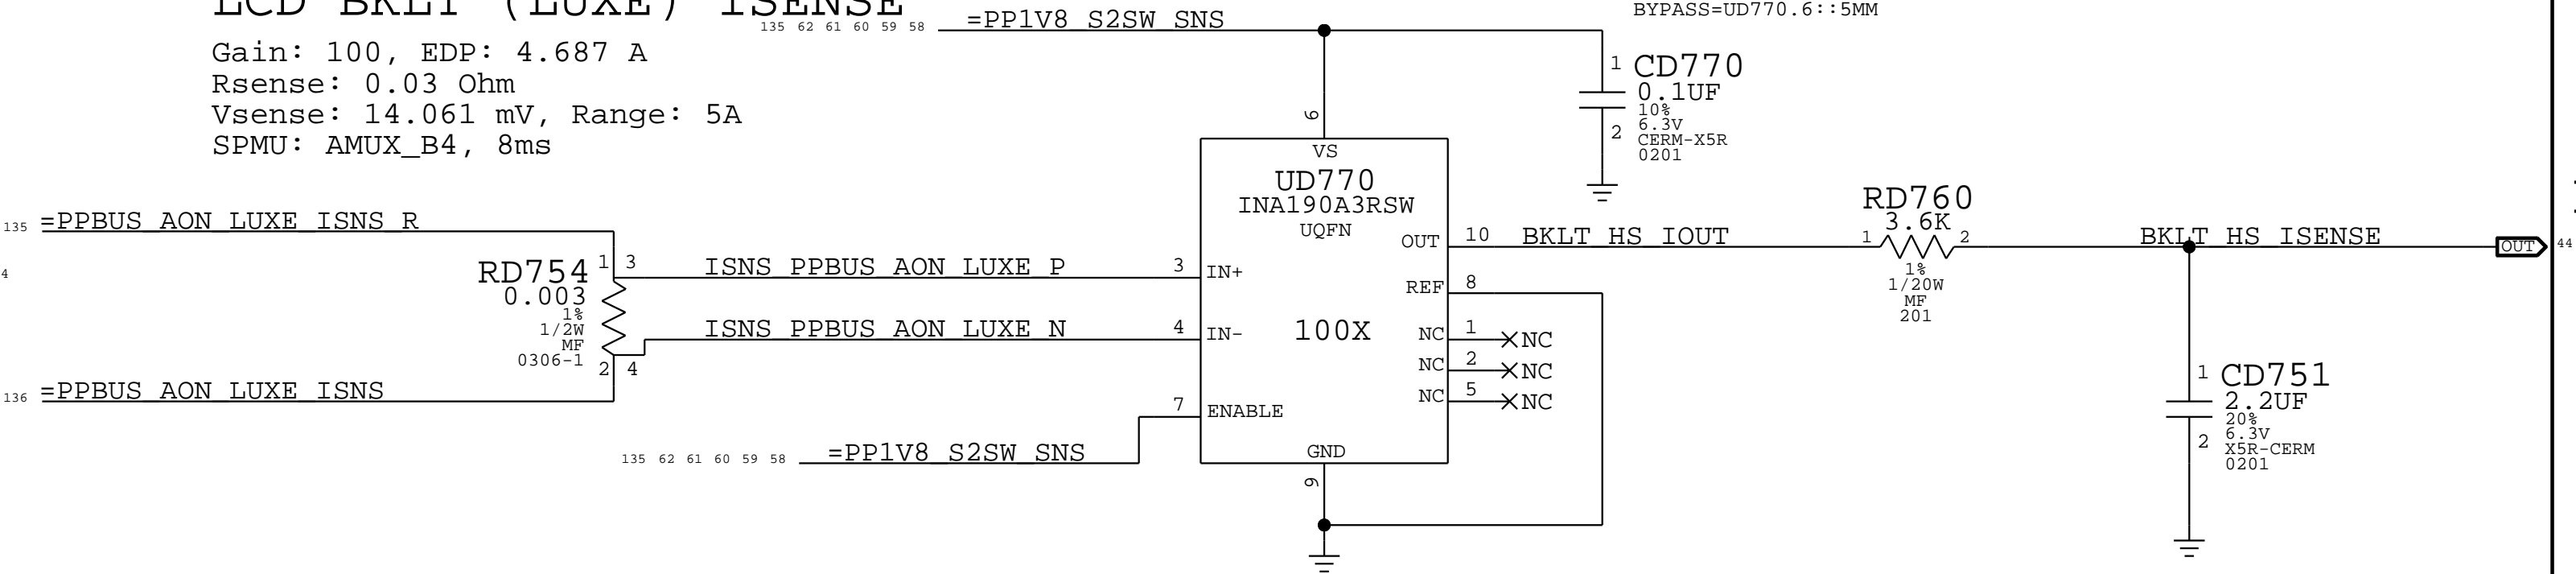 LCD BKLT (LUXE) ISENSE
Gain: 100, EDP: 4.687 A
Rsense: 0.03 Ohm
Vsense: 14.061 mV, Range: 5A
SPMU: AMUX_B4, 8ms
135 62 61 60 59 58
=PP1V8_S2SW_SNS
BYPASS=UD770.6::5MM
1
CD770
0.1UF
10%
6.3V
CERM-X5R
0201
2
6
VS
UD770
INA190A3RSW
UQFN
100X
135
=PPBUS_AON_LUXE_ISNS_R
4
RD754
0.003
1%
1/2W
MF
0306-1
1
3
2
4
136
=PPBUS_AON_LUXE_ISNS
ISNS_PPBUS_AON_LUXE_P
3
IN+
ISNS_PPBUS_AON_LUXE_N
4
IN-
7
ENABLE
135 62 61 60 59 58
=PP1V8_S2SW_SNS
GND
9
OUT
10
BKLT_HS_IOUT
REF
8
NC
1
NC
NC
2
NC
NC
5
NC
RD760
3.6K
1
2
1%
1/20W
MF
201
BKLT_HS_ISENSE
OUT
44
1
CD751
2.2UF
20%
6.3V
X5R-CERM
0201
2